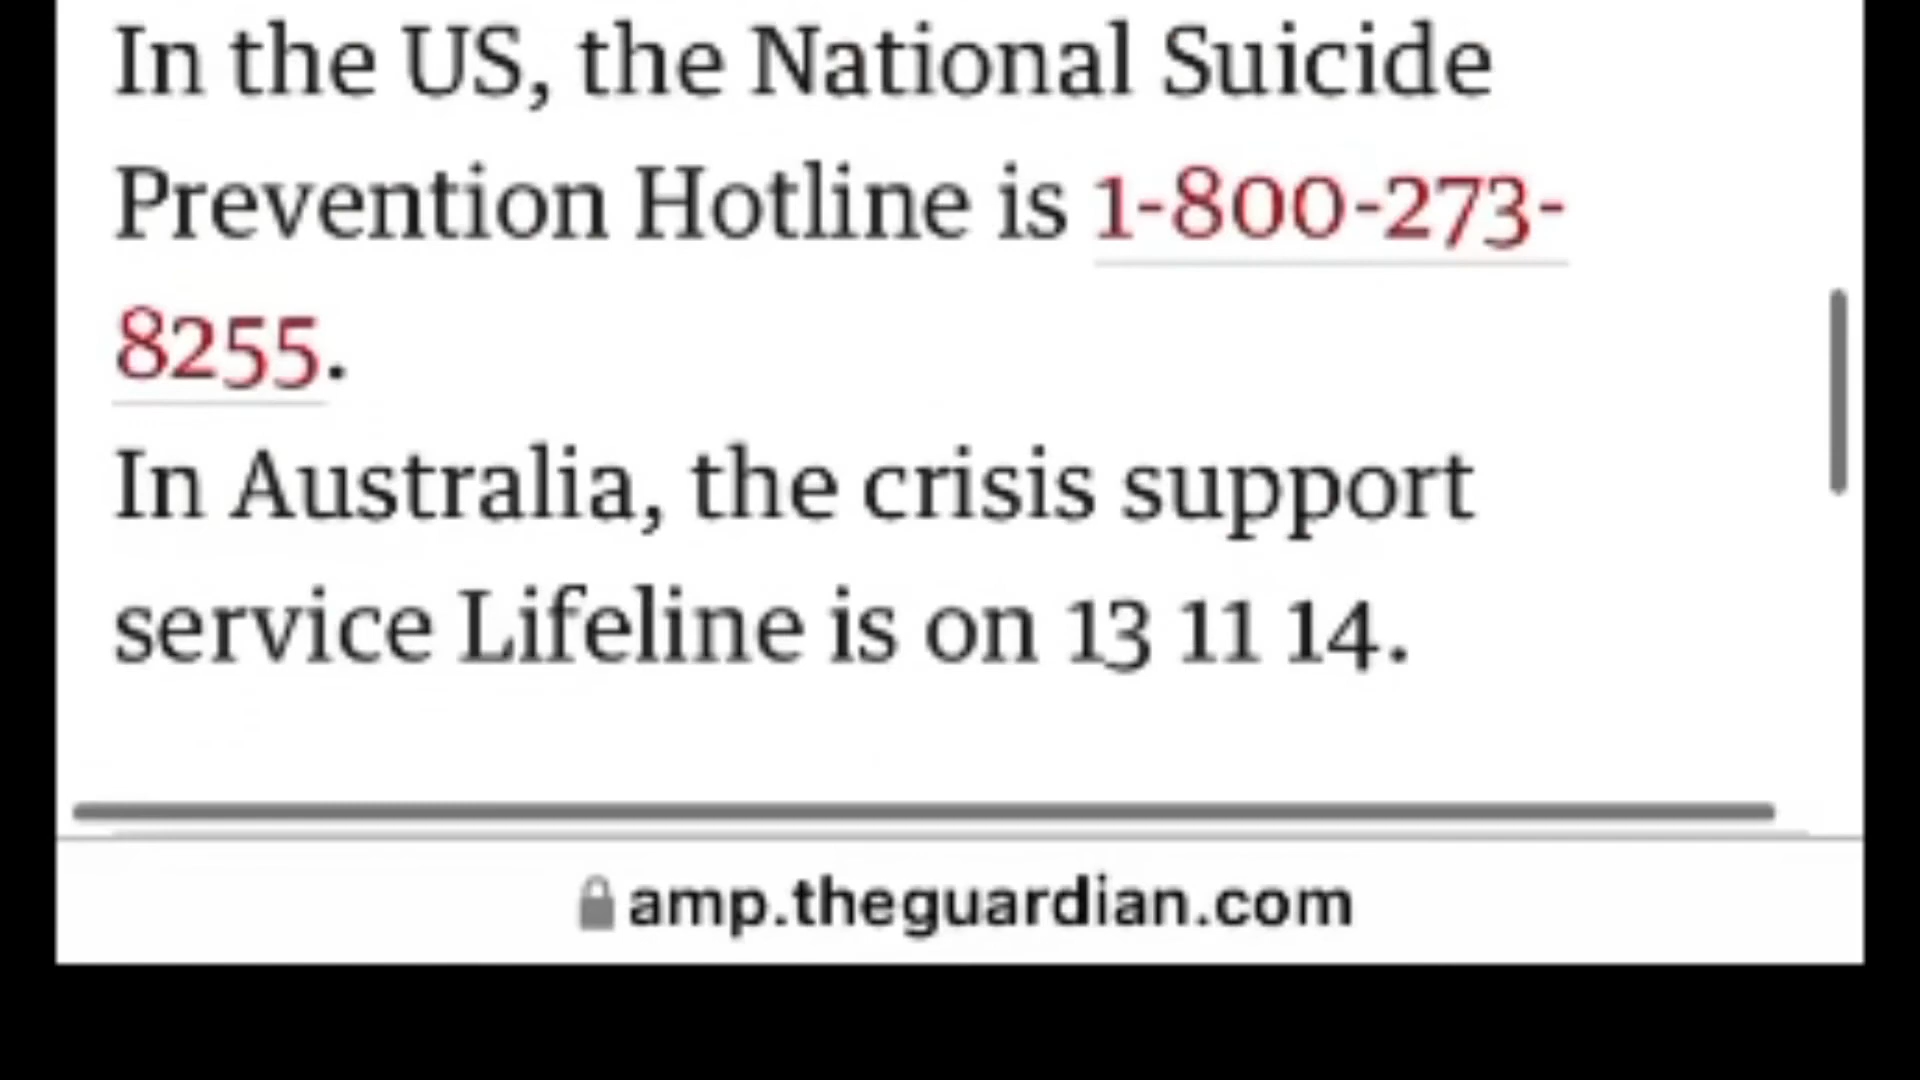 In the US, the National Suicide
Prevention Hotline is 1-800-273-
8255.
In Australia, the crisis support
service Lifeline is on 13 11 14.
amp.theguardian.com